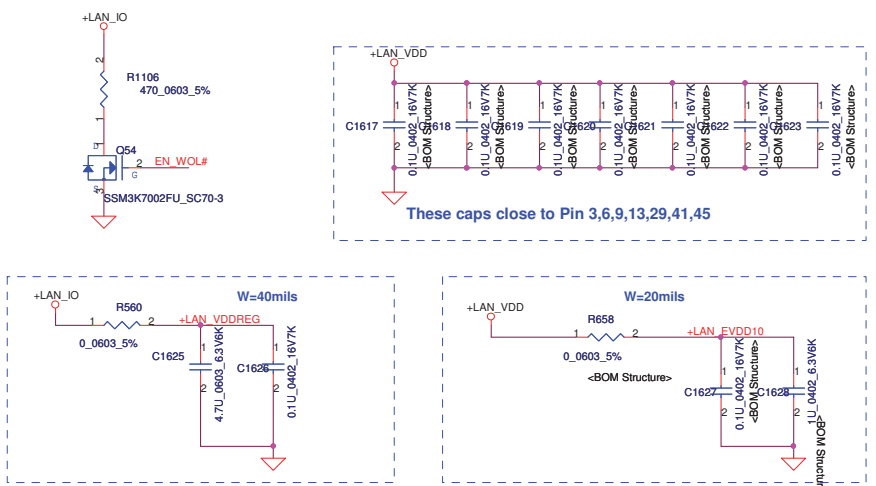 +LAN_IO
2
R1106
470_0603_5%
1
D
1
Q54
2
EN_WOL#
G
S
3
SSM3K7002FU_SC70-3
+LAN_VDD
1
C1617
2
0.1U_0402_16V7K
<BOM Structure>
1
C1618
2
0.1U_0402_16V7K
<BOM Structure>
1
C1619
2
0.1U_0402_16V7K
<BOM Structure>
1
C1620
2
0.1U_0402_16V7K
<BOM Structure>
1
C1621
2
0.1U_0402_16V7K
<BOM Structure>
1
C1622
2
0.1U_0402_16V7K
<BOM Structure>
1
C1623
2
0.1U_0402_16V7K
<BOM Structure>
These caps close to Pin 3,6,9,13,29,41,45
+LAN_IO
W=40mils
R560
1
2
+LAN_VDDREG
0_0603_5%
1
C1625
2
4.7U_0603_6.3V6K
1
C1626
2
0.1U_0402_16V7K
+LAN_VDD
W=20mils
R658
1
2
+LAN_EVDD10
0_0603_5%
<BOM Structure>
1
C1627
2
0.1U_0402_16V7K
<BOM Structure>
1
C1628
2
1U_0402_6.3V6K